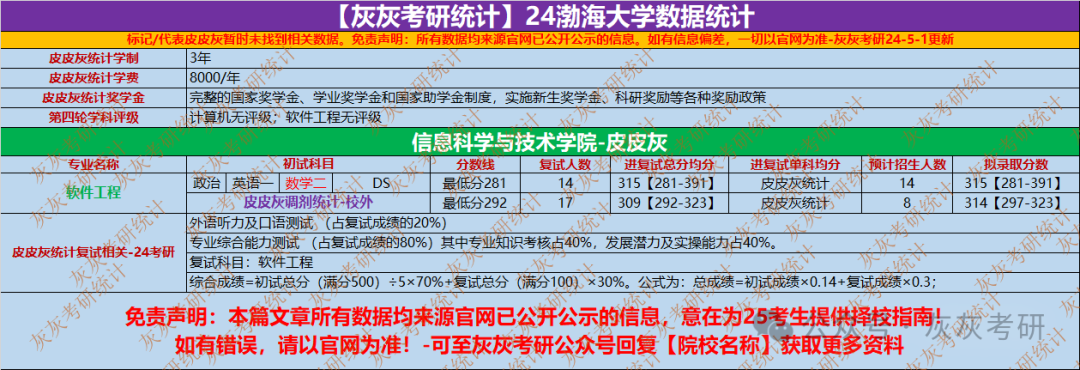 【灰灰考研统计】24渤海大学数据统计
标记/代表皮皮灰暂时未找到相关数据。免责声明：所有数据均来源官网已公开公示的信息。如有信息偏差，一切以官网为准-灰灰考研24-5-1更新
皮皮灰统计学制 3年
皮皮灰统计学费 8000/年
皮皮灰统计奖学金 完整的国家奖学金、学业奖学金和国家助学金制度，实施新生奖学金、科研奖励等各种奖励政策
第四轮学科评级 计算机无评级；软件工程无评级
信息科学与技术学院-皮皮灰
专业名称 初试科目 分数线 复试人数 进复试总分均分 进复试单科均分 预计招生人数 拟录取分数
软件工程 政治 英语一 数学二 DS 最低分281 14 315【281-391】 皮皮灰统计 14 315【281-391】
皮皮灰调剂统计-校外 最低分292 17 309【292-323】 皮皮灰统计 8 314【297-323】
皮皮灰统计复试相关-24考研
外语听力及口语测试 （占复试成绩的20%）
专业综合能力测试 （占复试成绩的80%）其中专业知识考核占40%，发展潜力及实操能力占40%。
复试科目：软件工程
综合成绩=初试总分（满分500）÷5×70%+复试总分（满分100）×30%。公式为：总成绩=初试成绩×0.14+复试成绩×0.3;
免责声明：本篇文章所有数据均来源官网已公开公示的信息，意在为25考生提供择校指南！
如有错误，请以官网为准！-可至灰灰考研公众号回复【院校名称】获取更多资料
公众号·灰灰考研